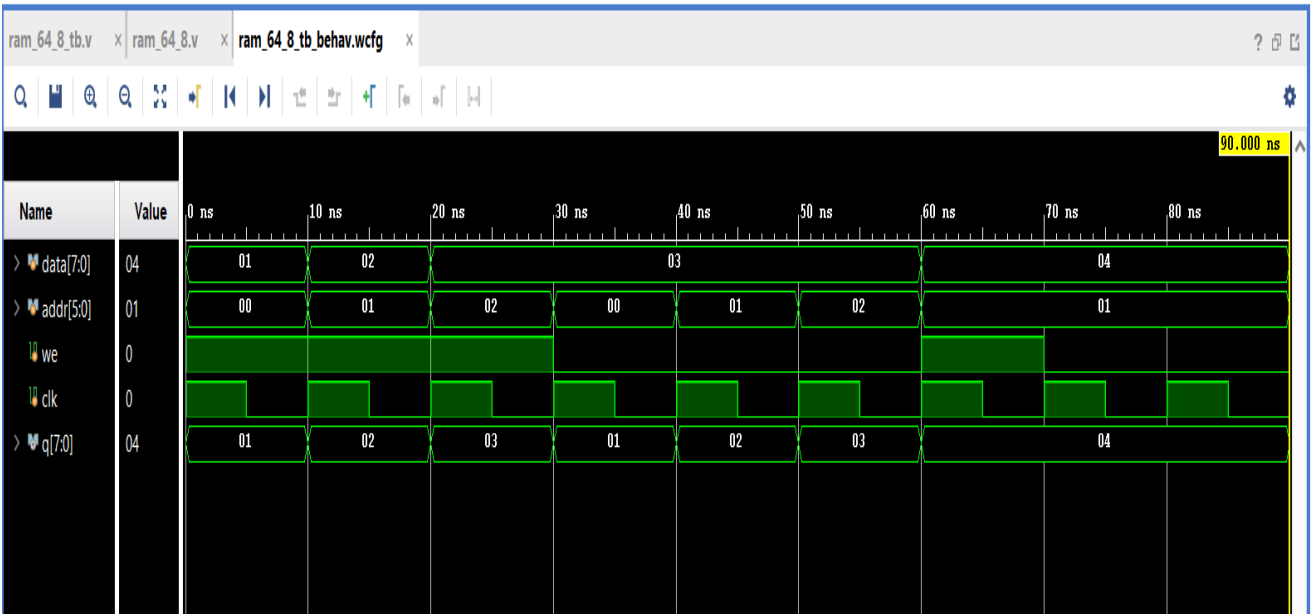 ram_64_8_tb.v × ram_64_8.v × ram_64_8_tb_behav.wcfg × ?
90.000 ns
Name Value 0 ns 10 ns 20 ns 30 ns 40 ns 50 ns 60 ns 70 ns 80 ns
> data[7:0] 04 01 02 03 04
> addr[5:0] 01 00 01 02 00 01 02 01
we 0
clk 0
> q[7:0] 04 01 02 03 01 02 03 04